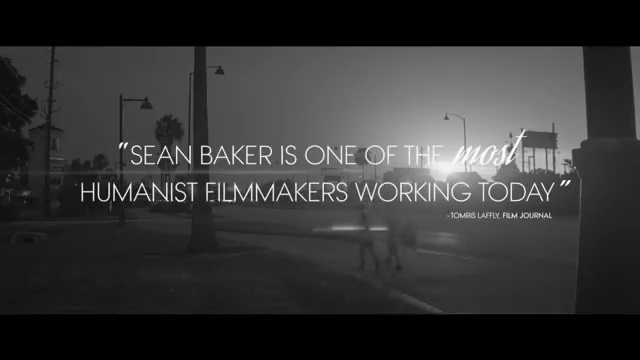 “SEAN BAKER IS ONE OF THE most
HUMANIST FILMMAKERS WORKING TODAY”
–TOMRIS LAFFLY, FILM JOURNAL